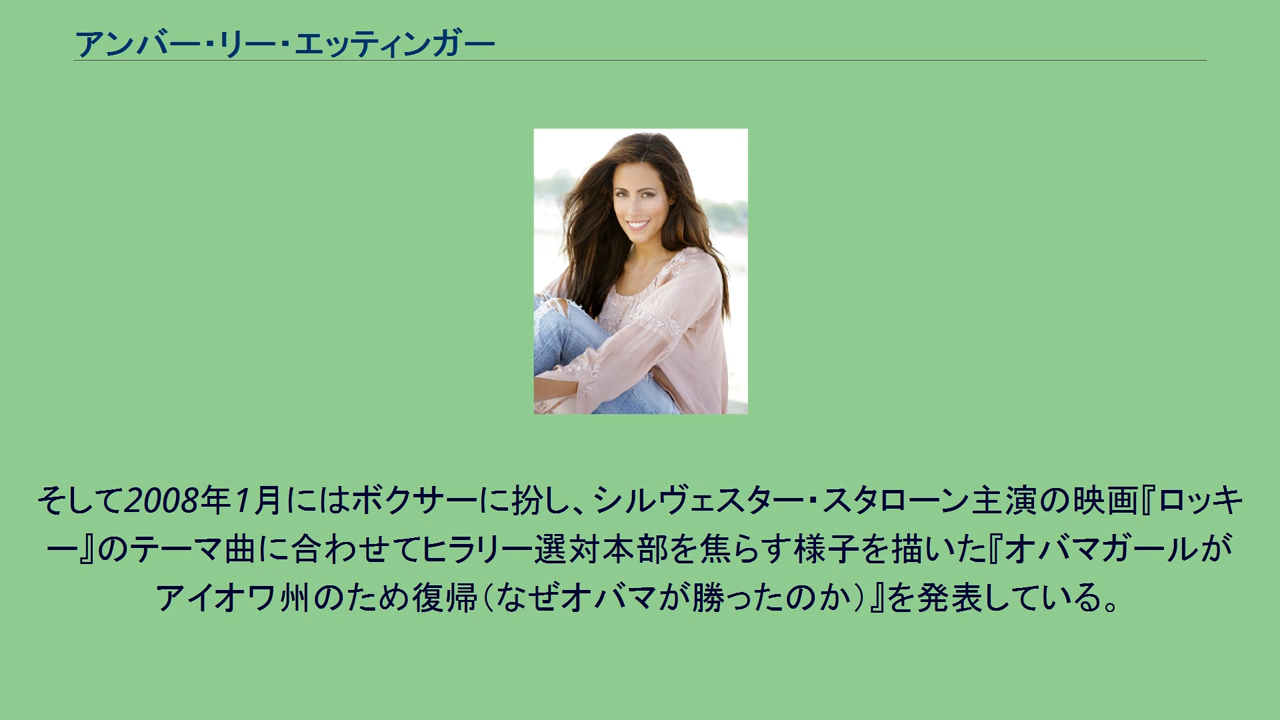 アンバー・リー・エッティンガー
そして2008年1月にはボクサーに扮し、シルヴェスター・スタローン主演の映画『ロッキ
ー』のテーマ曲に合わせてヒラリー選対本部を焦らす様子を描いた『オバマガールが
アイオワ州のため復帰（なぜオバマが勝ったのか）』を発表している。